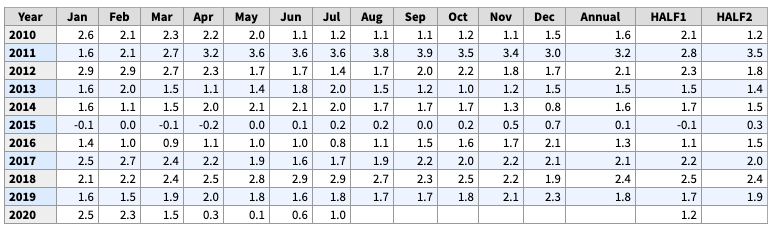 Year Jan Feb Mar Apr May Jun Jul Aug Sep Oct Nov Dec Annual HALF1 HALF2
2010 2.6 2.1 2.3 2.2 2.0 1.1 1.2 1.1 1.1 1.2 1.1 1.5 1.6 2.1 1.2
2011 1.6 2.1 2.7 3.2 3.6 3.6 3.6 3.8 3.9 3.5 3.4 3.0 3.2 2.8 3.5
2012 2.9 2.9 2.7 2.3 1.7 1.7 1.4 1.7 2.0 2.2 1.8 1.7 2.1 2.3 1.8
2013 1.6 2.0 1.5 1.1 1.4 1.8 2.0 1.5 1.2 1.0 1.2 1.5 1.5 1.5 1.4
2014 1.6 1.1 1.5 2.0 2.1 2.1 2.0 1.7 1.7 1.7 1.3 0.8 1.6 1.7 1.5
2015 -0.1 0.0 -0.1 -0.2 0.0 0.1 0.2 0.2 0.0 0.2 0.5 0.7 0.1 -0.1 0.3
2016 1.4 1.0 0.9 1.1 1.0 1.0 0.8 1.1 1.5 1.6 1.7 2.1 1.3 1.1 1.5
2017 2.5 2.7 2.4 2.2 1.9 1.6 1.7 1.9 2.2 2.0 2.2 2.1 2.1 2.2 2.0
2018 2.1 2.2 2.4 2.5 2.8 2.9 2.9 2.7 2.3 2.5 2.2 1.9 2.4 2.5 2.4
2019 1.6 1.5 1.9 2.0 1.8 1.6 1.8 1.7 1.7 1.8 2.1 2.3 1.8 1.7 1.9
2020 2.5 2.3 1.5 0.3 0.1 0.6 1.0 1.2